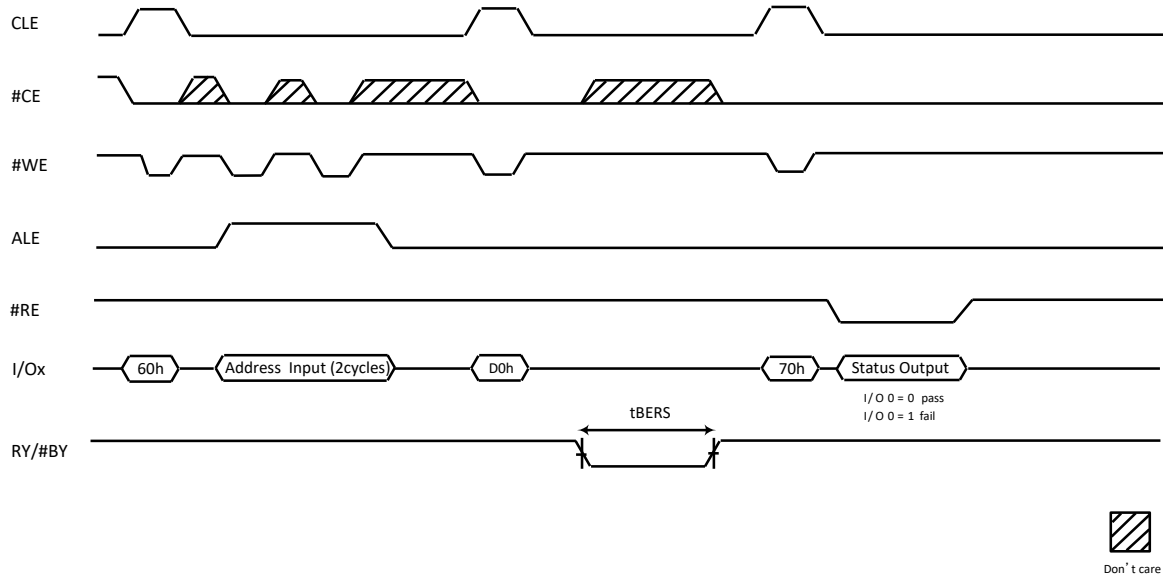 CLE
#CE
#WE
ALE
#RE
I/Ox
60h
Address Input (2cycles)
D0h
70h
Status Output
I/O 0 = 0 pass
I/O 0 = 1 fail
tBERS
RY/#BY
Don't care